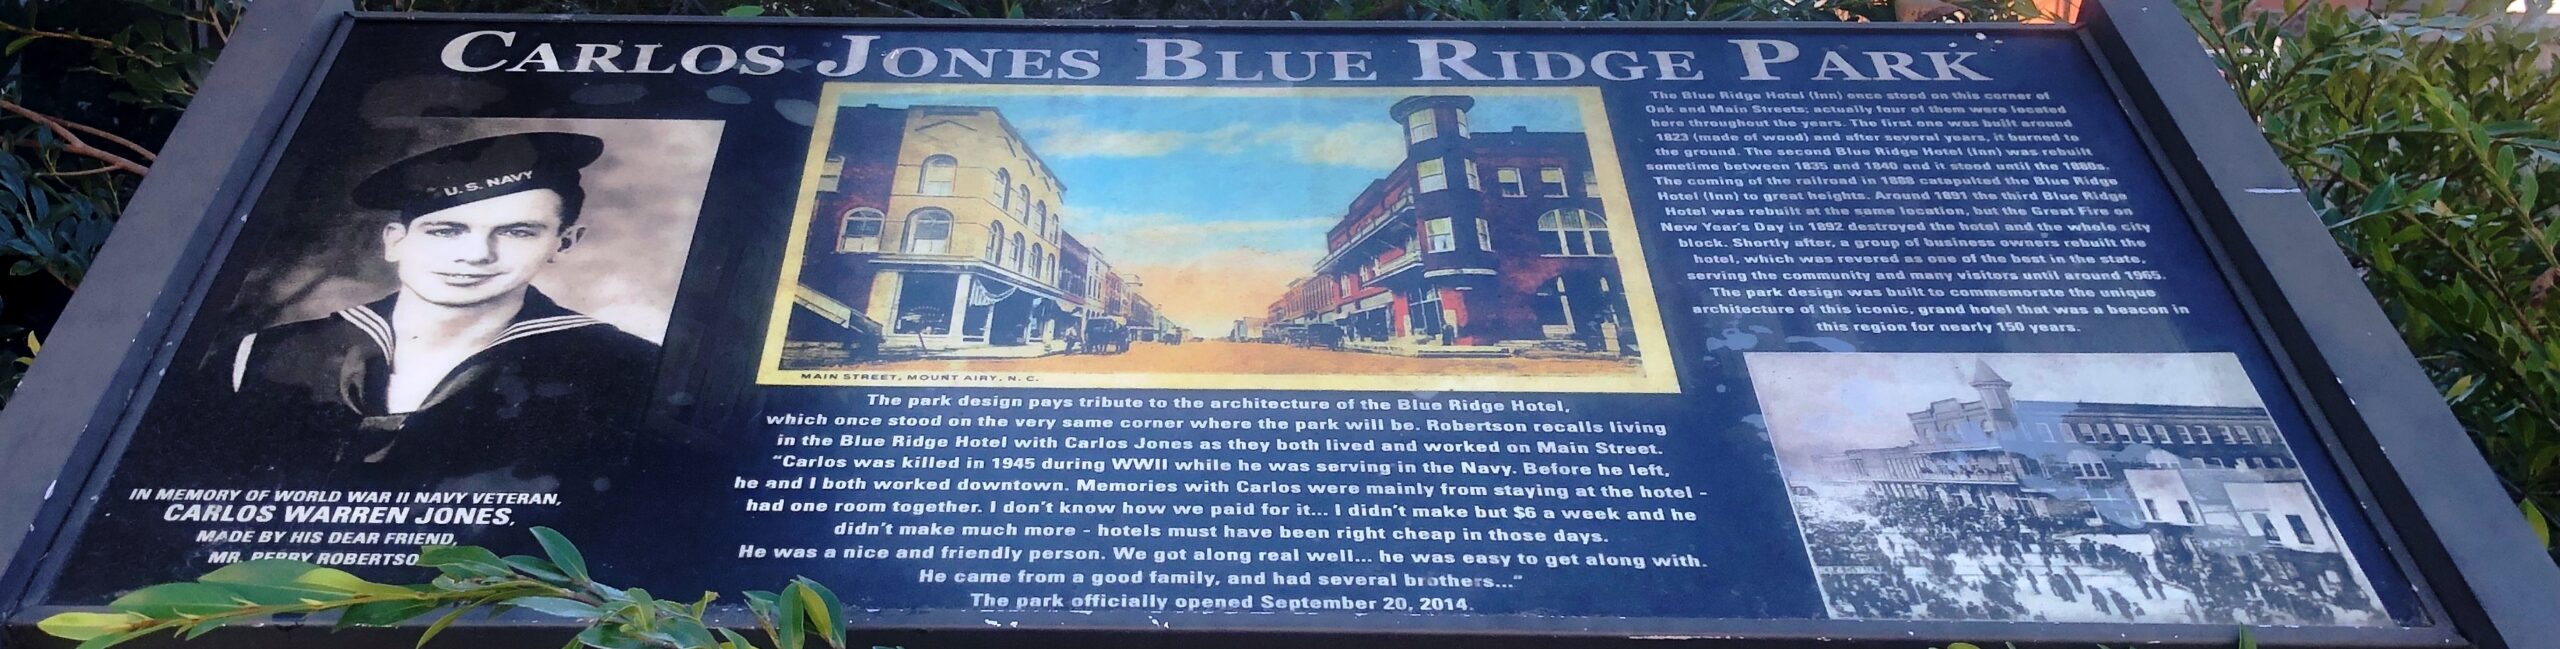 CARLOS JONES BLUE RIDGE PARK
U.S. NAVY
IN MEMORY OF WORLD WAR II NAVY VETERAN,
CARLOS WARREN JONES,
MADE BY HIS DEAR FRIEND,
MR. PERRY ROBERTSO
MAIN STREET, MOUNT AIRY, N. C.
The park design pays tribute to the architecture of the Blue Ridge Hotel,
which once stood on the very same corner where the park will be. Robertson recalls living
in the Blue Ridge Hotel with Carlos Jones as they both lived and worked on Main Street.
"Carlos was killed in 1945 during WWII while he was serving in the Navy. Before he left,
he and I both worked downtown. Memories with Carlos were mainly from staying at the hotel -
had one room together. I don't know how we paid for it... I didn't make but $6 a week and he
didn't make much more - hotels must have been right cheap in those days.
He was a nice and friendly person. We got along real well... he was easy to get along with.
He came from a good family, and had several brothers..."
The park officially opened September 20, 2014.
The Blue Ridge Hotel (Inn) once stood on this corner of
Oak and Main Streets; actually four of them were located
here throughout the years. The first one was built around
1823 (made of wood) and after several years, it burned to
the ground. The second Blue Ridge Hotel (Inn) was rebuilt
sometime between 1835 and 1840 and it stood until the 1880s.
The coming of the railroad in 1888 catapulted the Blue Ridge
Hotel (Inn) to great heights. Around 1891 the third Blue Ridge
Hotel was rebuilt at the same location, but the Great Fire on
New Year's Day in 1892 destroyed the hotel and the whole city
block. Shortly after, a group of business owners rebuilt the
hotel, which was revered as one of the best in the state,
serving the community and many visitors until around 1965.
The park design was built to commemorate the unique
architecture of this iconic, grand hotel that was a beacon in
this region for nearly 150 years.